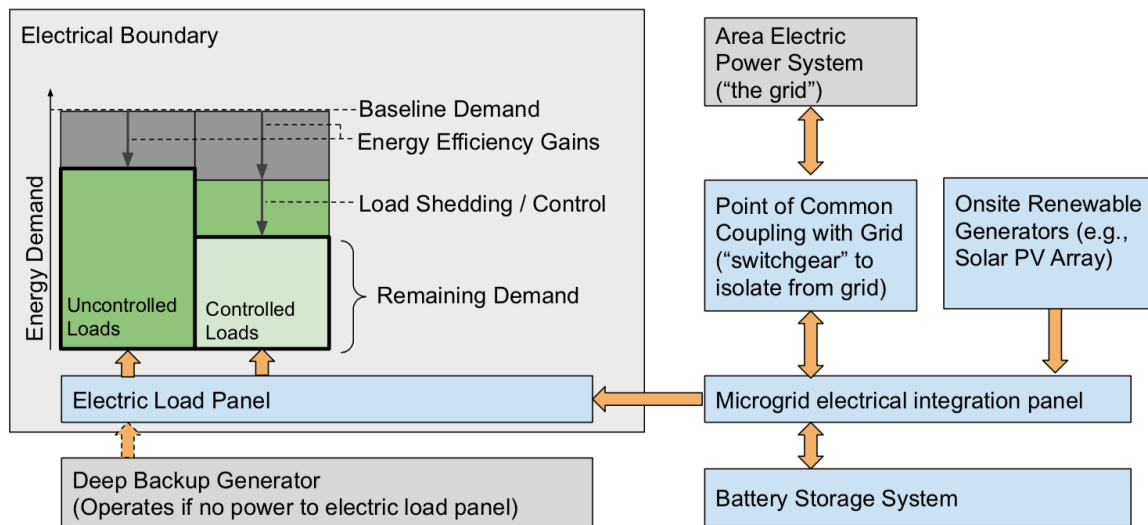 Electrical Boundary
Energy Demand
Baseline Demand
Energy Efficiency Gains
Load Shedding / Control
Remaining Demand
Uncontrolled
Loads
Controlled
Loads
Electric Load Panel
Deep Backup Generator
(Operates if no power to electric load panel)
Area Electric
Power System
(“the grid”)
Point of Common
Coupling with Grid
(“switchgear” to
isolate from grid)
Onsite Renewable
Generators (e.g.,
Solar PV Array)
Microgrid electrical integration panel
Battery Storage System